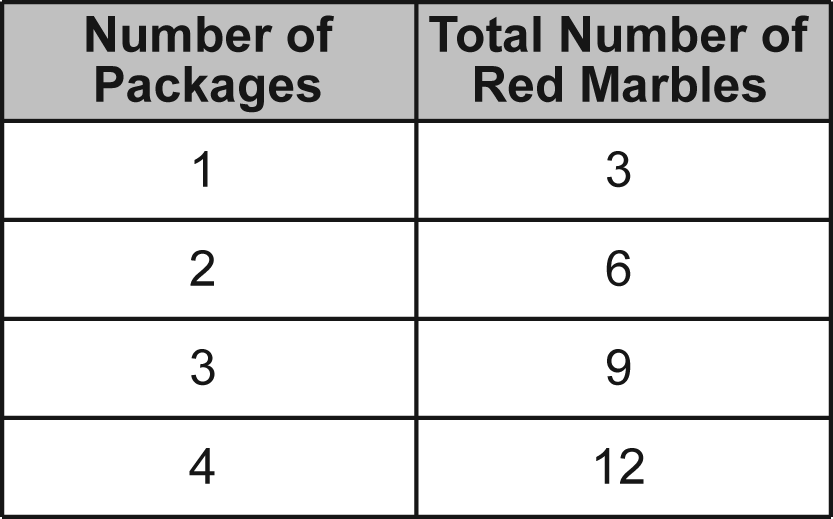 Number of Packages
Total Number of Red Marbles
1 3
2 6
3 9
4 12